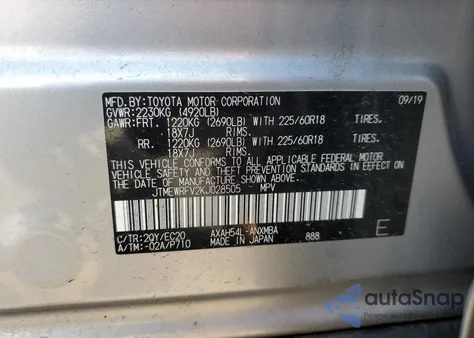 MFD.BY:TOYOTA MOTOR CORPORATION 09/19
GVWR:2230KG (4920LB)
GAWR:FRT. 1220KG (2690LB) WITH 225/60R18 TIRES.
18X7J RIMS.
RR. 1220KG (2690LB) WITH 225/60R18 TIRES.
18X7J RIMS.
THIS VEHICLE CONFORMS TO ALL APPLICABLE FEDERAL MOTOR
VEHICLE SAFETY, BUMPER, AND THEFT PREVENTION STANDARDS IN EFFECT
ON THE DATE OF MANUFACTURE SHOWN ABOVE.
JTMEWRFV2KJ028505 MPV
C/TR:2QY/EC20 AXAH54L-ANXMBA
A/TM:-02A/P710 MADE IN JAPAN 888 E
autoSnap